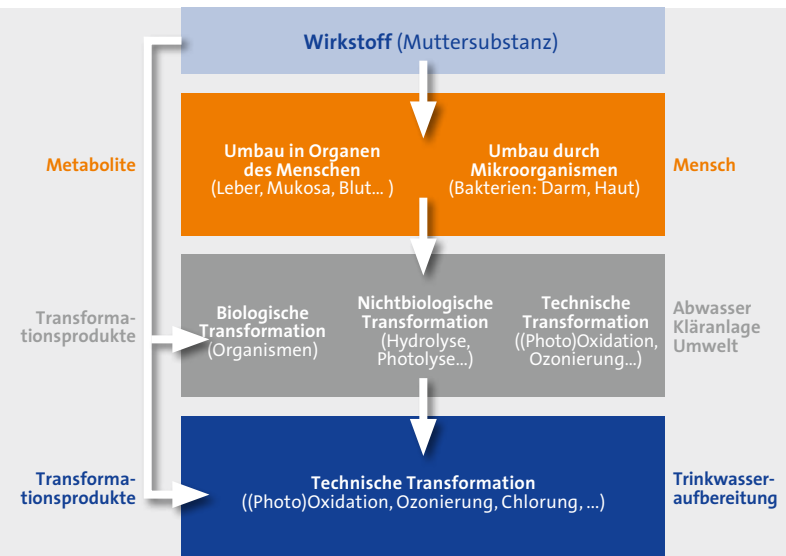 Wirkstoff (Muttersubstanz)
Metabolite
Umbau in Organen
des Menschen
(Leber, Mukosa, Blut... )
Umbau durch
Mikroorganismen
(Bakterien: Darm, Haut)
Mensch
Transforma-
tionsprodukte
Biologische
Transformation
(Organismen)
Nichtbiologische
Transformation
(Hydrolyse,
Photolyse...)
Technische
Transformation
((Photo)Oxidation,
Ozonierung...)
Abwasser
Kläranlage
Umwelt
Transforma-
tionsprodukte
Technische Transformation
((Photo)Oxidation, Ozonierung, Chlorung, ...)
Trinkwasser-
aufbereitung